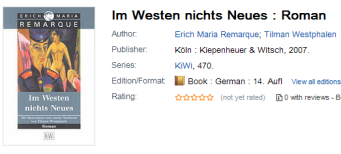 ERICH MARIA
REMARQUE
Im Westen
nichts Neues
Roman
KiWi
Im Westen nichts Neues : Roman
Author: Erich Maria Remarque; Tilman Westphalen
Publisher: Köln : Kiepenheuer & Witsch, 2007.
Series: KiWi, 470.
Edition/Format: Book : German : 14. Aufl View all editions
Rating: (not yet rated) 0 with reviews - B